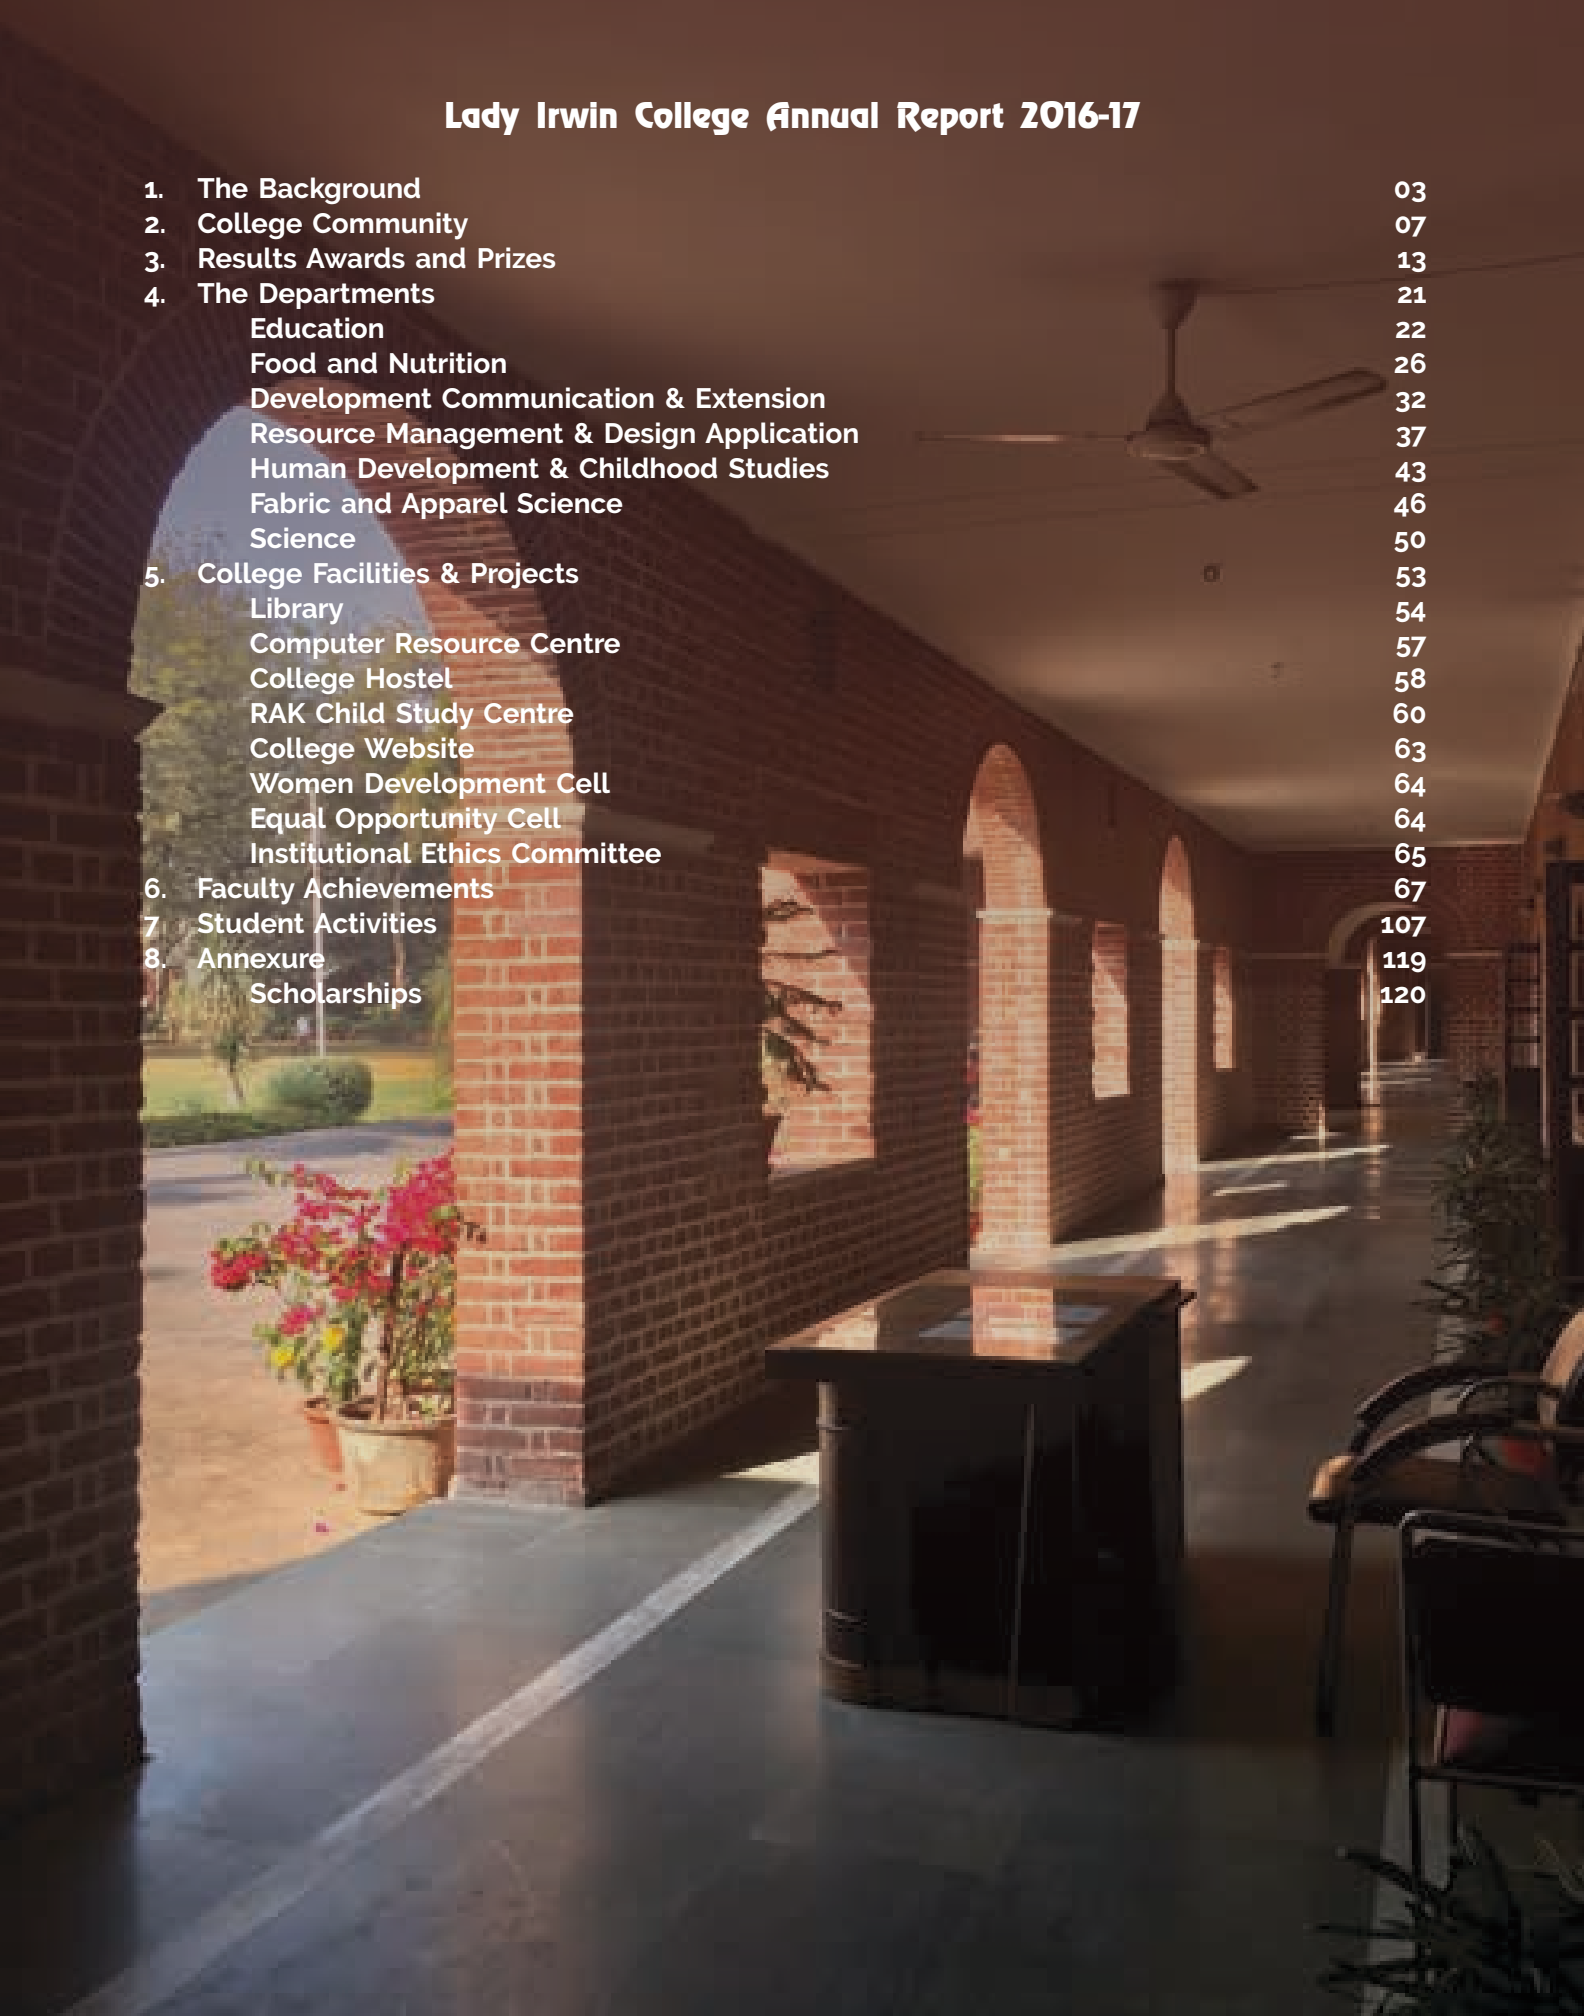 Lady Irwin College Annual Report 2016-17
1. The Background 03
2. College Community 07
3. Results Awards and Prizes 13
4. The Departments 21
Education 22
Food and Nutrition 26
Development Communication & Extension 32
Resource Management & Design Application 37
Human Development & Childhood Studies 43
Fabric and Apparel Science 46
Science 50
5. College Facilities & Projects 53
Library 54
Computer Resource Centre 57
College Hostel 58
RAK Child Study Centre 60
College Website 63
Women Development Cell 64
Equal Opportunity Cell 64
Institutional Ethics Committee 65
6. Faculty Achievements 67
7 Student Activities 107
8. Annexure 119
Scholarships 120